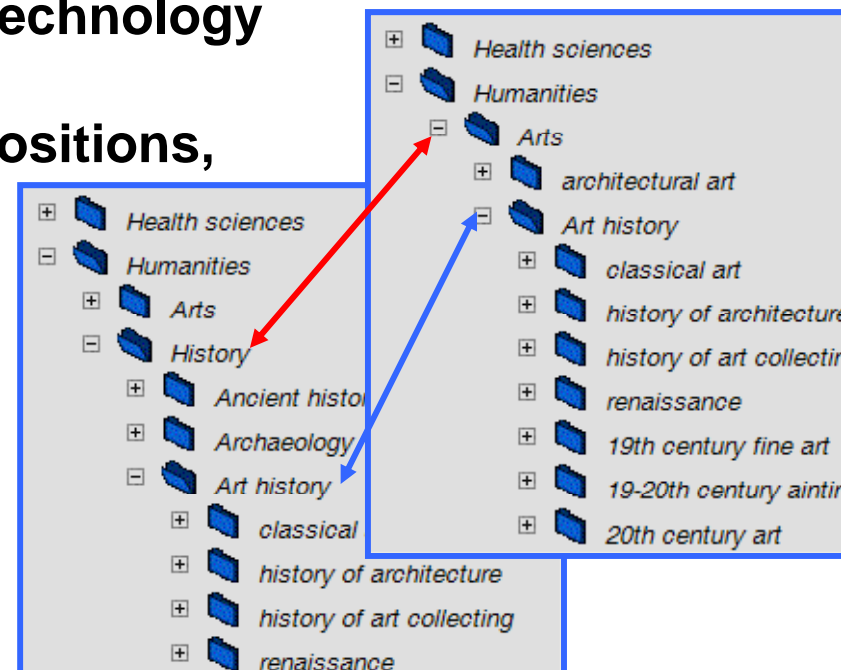 echnology
ositions,
Health sciences
Humanities
Arts
History
Ancient histo
Archaeology
Art history
classical
history of architecture
history of art collecting
renaissance
Health sciences
Humanities
Arts
architectural art
Art history
classical art
history of architecture
history of art collectin
renaissance
19th century fine art
19-20th century aintin
20th century art